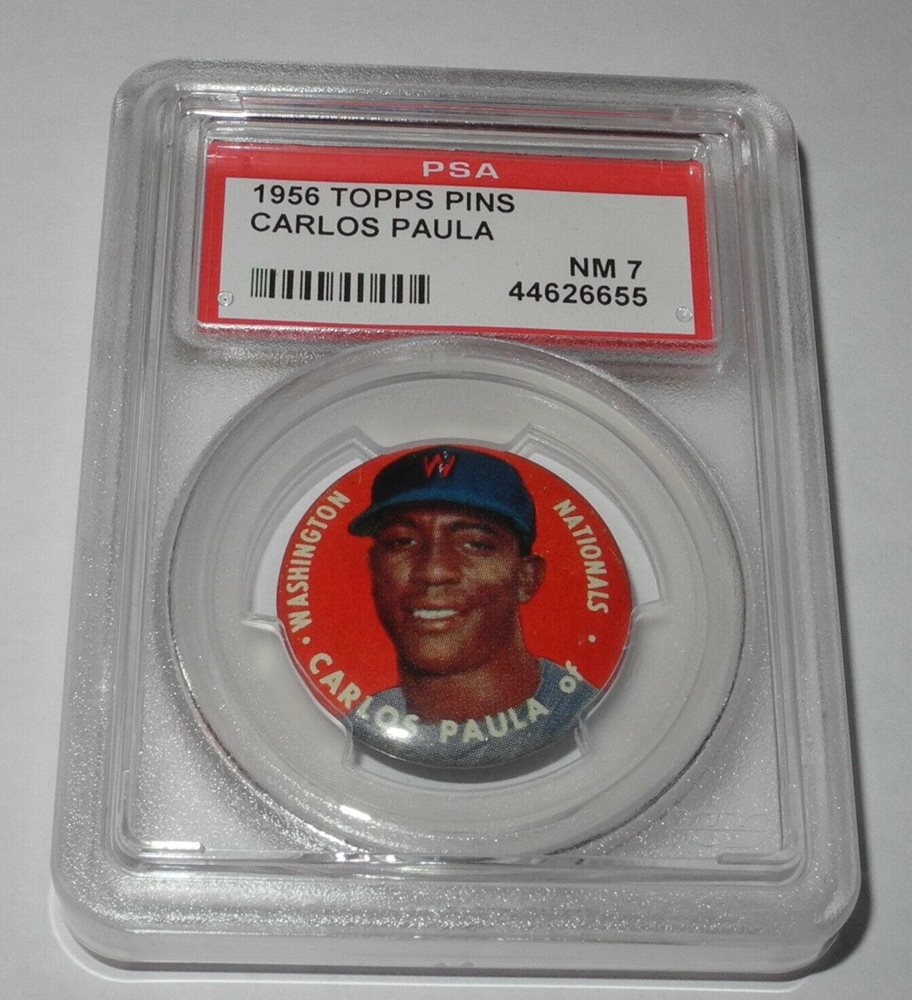 PSA
1956 TOPPS PINS
CARLOS PAULA
NM 7
44626655
W
• WASHINGTON
NATIONALS •
CARLOS PAULA of